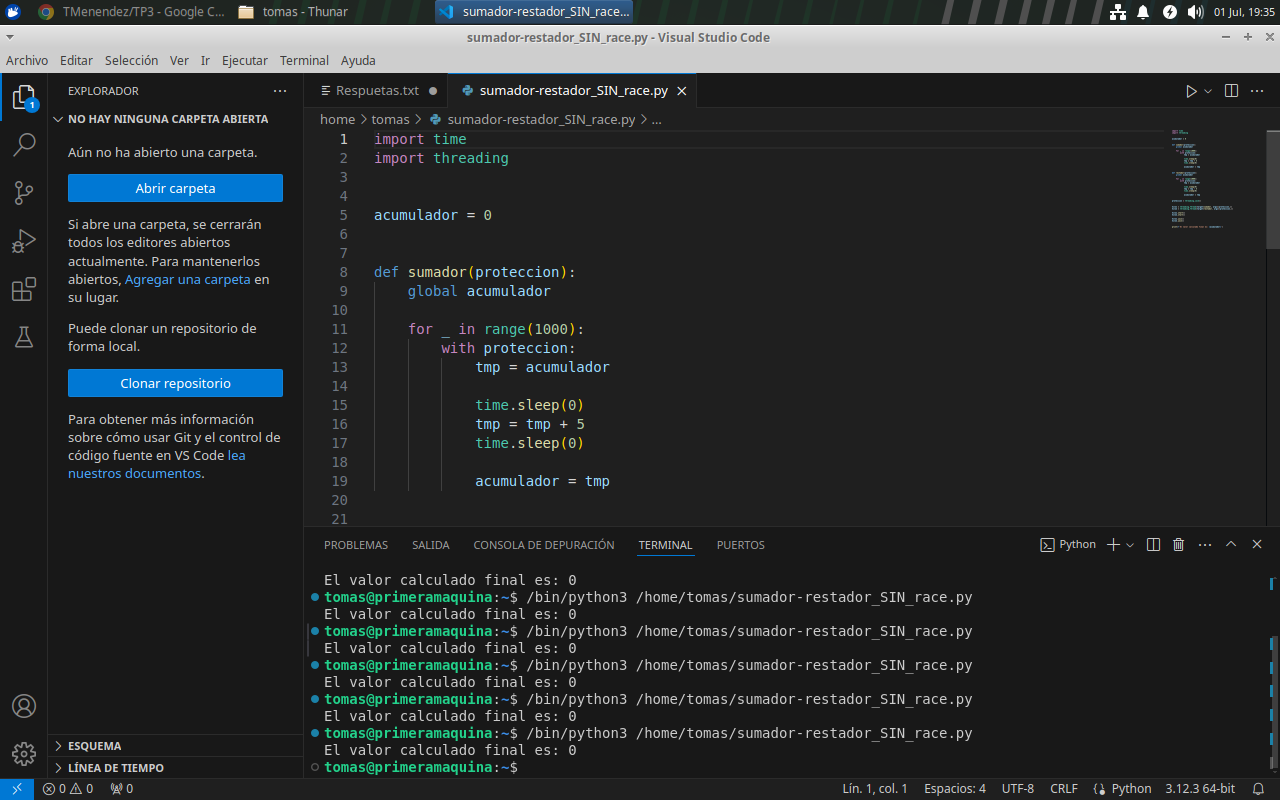 TMenendez/TP3 - Google C...
tomas - Thunar
sumador-restador_SIN_race...
01 Jul, 19:35
sumador-restador_SIN_race.py - Visual Studio Code
Archivo Editar Selección Ver Ir Ejecutar Terminal Ayuda
EXPLORADOR
1
NO HAY NINGUNA CARPETA ABIERTA
Aún no ha abierto una carpeta.
Abrir carpeta
Si abre una carpeta, se cerrarán
todos los editores abiertos
actualmente. Para mantenerlos
abiertos, Agregar una carpeta en
su lugar.
Puede clonar un repositorio de
forma local.
Clonar repositorio
Para obtener más información
sobre cómo usar Git y el control de
código fuente en VS Code lea
nuestros documentos.
ESQUEMA
LÍNEA DE TIEMPO
Respuetas.txt
sumador-restador_SIN_race.py
home > tomas > sumador-restador_SIN_race.py > ...
1 import time
2 import threading
3
4
5 acumulador = 0
6
7
8 def sumador(proteccion):
9 global acumulador
10
11 for _ in range(1000):
12 with proteccion:
13 tmp = acumulador
14
15 time.sleep(0)
16 tmp = tmp + 5
17 time.sleep(0)
18
19 acumulador = tmp
20
21
PROBLEMAS SALIDA CONSOLA DE DEPURACIÓN TERMINAL PUERTOS
Python
El valor calculado final es: 0
tomas@primeramaquina:~$ /bin/python3 /home/tomas/sumador-restador_SIN_race.py
El valor calculado final es: 0
tomas@primeramaquina:~$ /bin/python3 /home/tomas/sumador-restador_SIN_race.py
El valor calculado final es: 0
tomas@primeramaquina:~$ /bin/python3 /home/tomas/sumador-restador_SIN_race.py
El valor calculado final es: 0
tomas@primeramaquina:~$ /bin/python3 /home/tomas/sumador-restador_SIN_race.py
El valor calculado final es: 0
tomas@primeramaquina:~$ /bin/python3 /home/tomas/sumador-restador_SIN_race.py
El valor calculado final es: 0
tomas@primeramaquina:~$
0 0 0
Lín. 1, col. 1 Espacios: 4 UTF-8 CRLF Python 3.12.3 64-bit